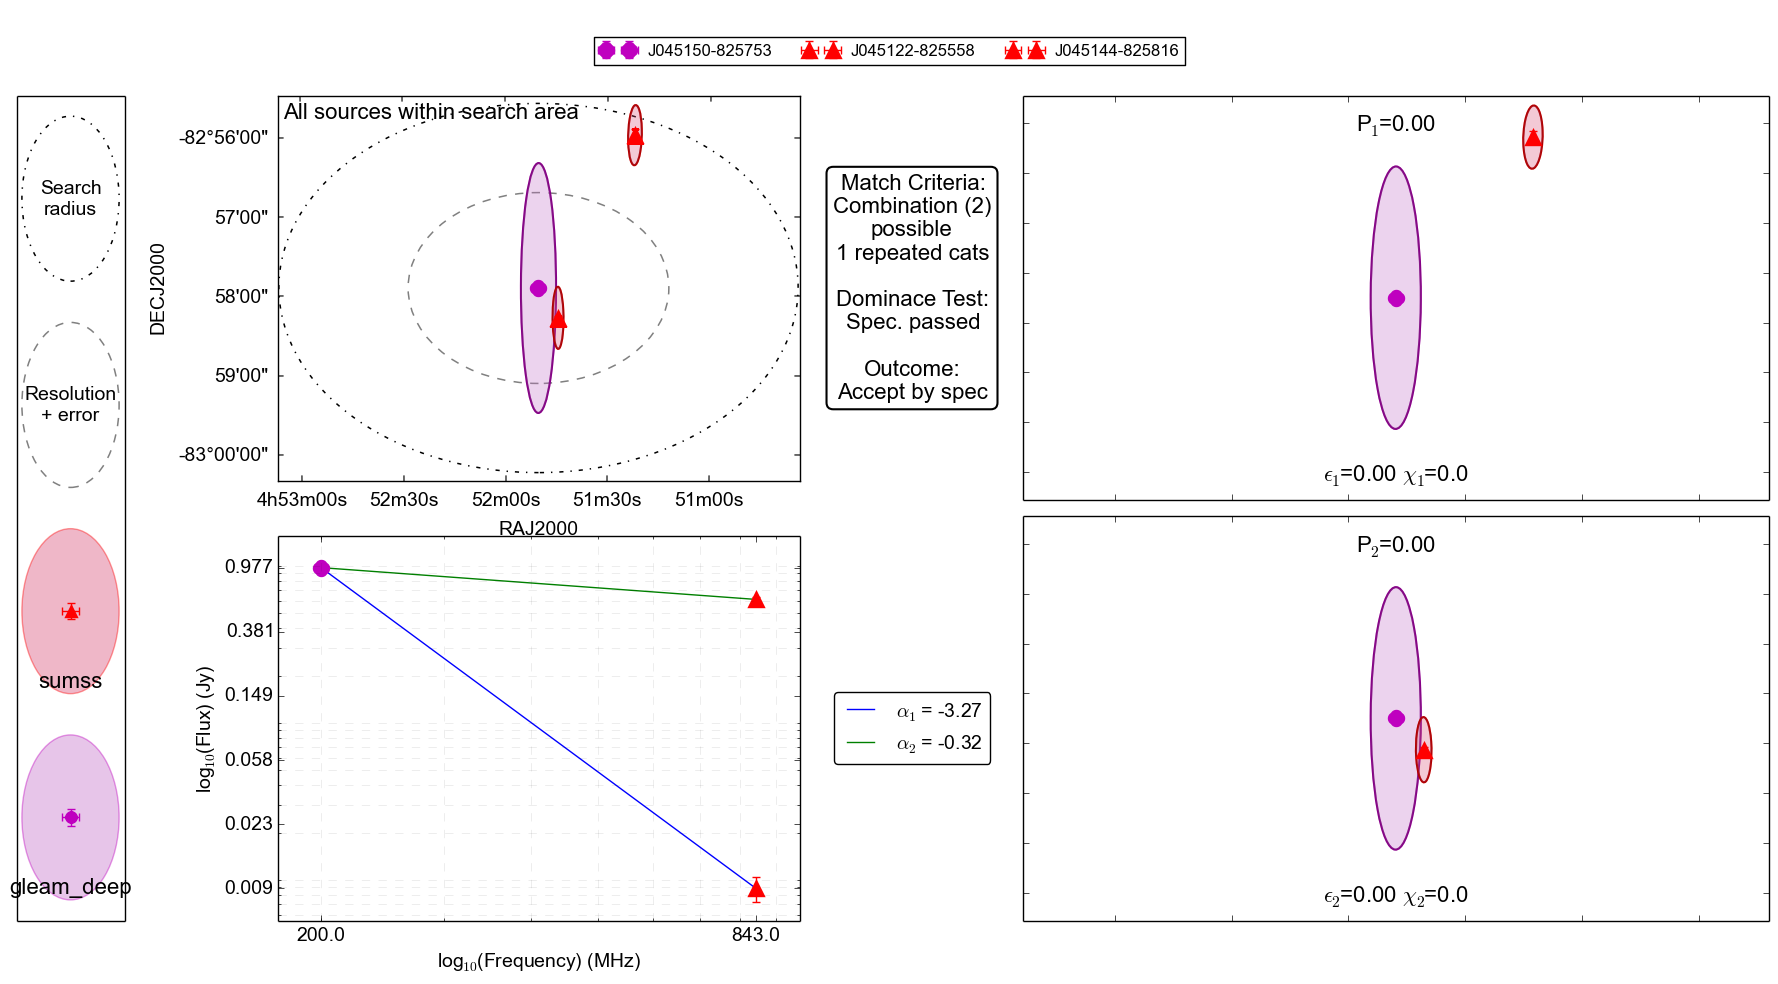 J045150-825753 J045122-825558 J045144-825816
Search
radius
Resolution
+ error
sumss
gleam_deep
All sources within search area
DECJ2000
-82°56'00"
57'00"
58'00"
59'00"
-83°00'00"
4h53m00s 52m30s 52m00s 51m30s 51m00s
RAJ2000
Match Criteria:
Combination (2)
possible
1 repeated cats
Dominace Test:
Spec. passed
Outcome:
Accept by spec
P₁=0.00
ϵ₁=0.00 χ₁=0.0
P₂=0.00
ϵ₂=0.00 χ₂=0.0
log₁₀(Flux) (Jy)
0.977
0.381
0.149
0.058
0.023
0.009
200.0 843.0
log₁₀(Frequency) (MHz)
α₁ = -3.27
α₂ = -0.32